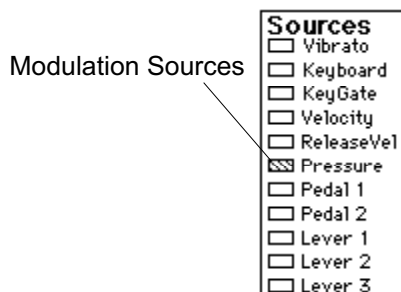 Sources
Vibrato
Modulation Sources
Keyboard
KeyGate
Velocity
ReleaseVel
Pressure
Pedal 1
Pedal 2
Lever 1
Lever 2
Lever 3